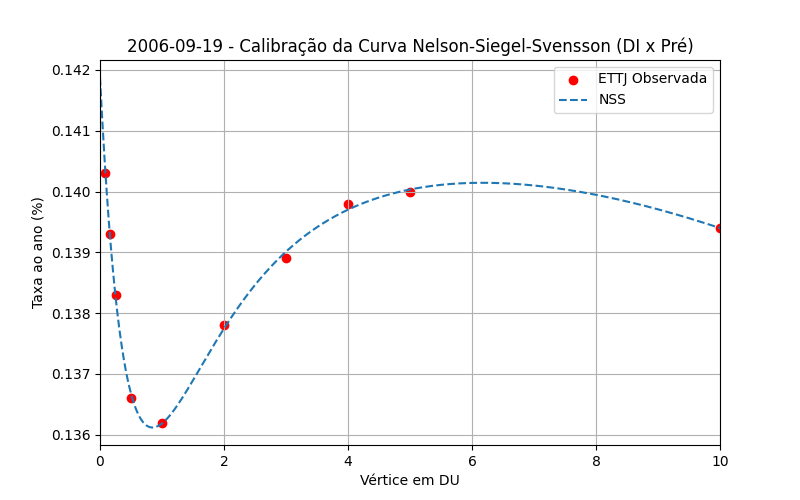 2006-09-19 - Calibração da Curva Nelson-Siegel-Svensson (DI x Pré)
ETTJ Observada
NSS
Taxa ao ano (%)
0.142
0.141
0.140
0.139
0.138
0.137
0.136
0 2 4 6 8 10
Vértice em DU